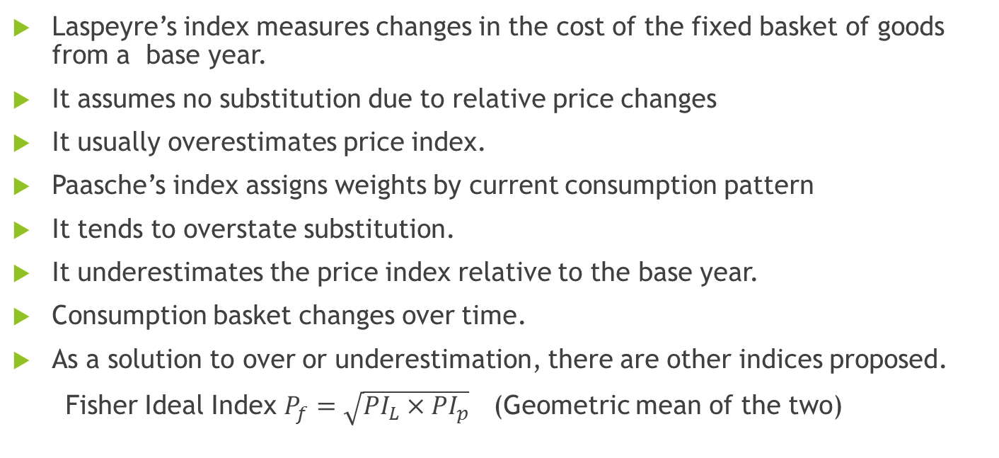 Laspeyre’s index measures changes in the cost of the fixed basket of goods
from a base year.
It assumes no substitution due to relative price changes
It usually overestimates price index.
Paasche’s index assigns weights by current consumption pattern
It tends to overstate substitution.
It underestimates the price index relative to the base year.
Consumption basket changes over time.
As a solution to over or underestimation, there are other indices proposed.
Fisher Ideal Index P_f = √(PI_L × PI_p) (Geometric mean of the two)